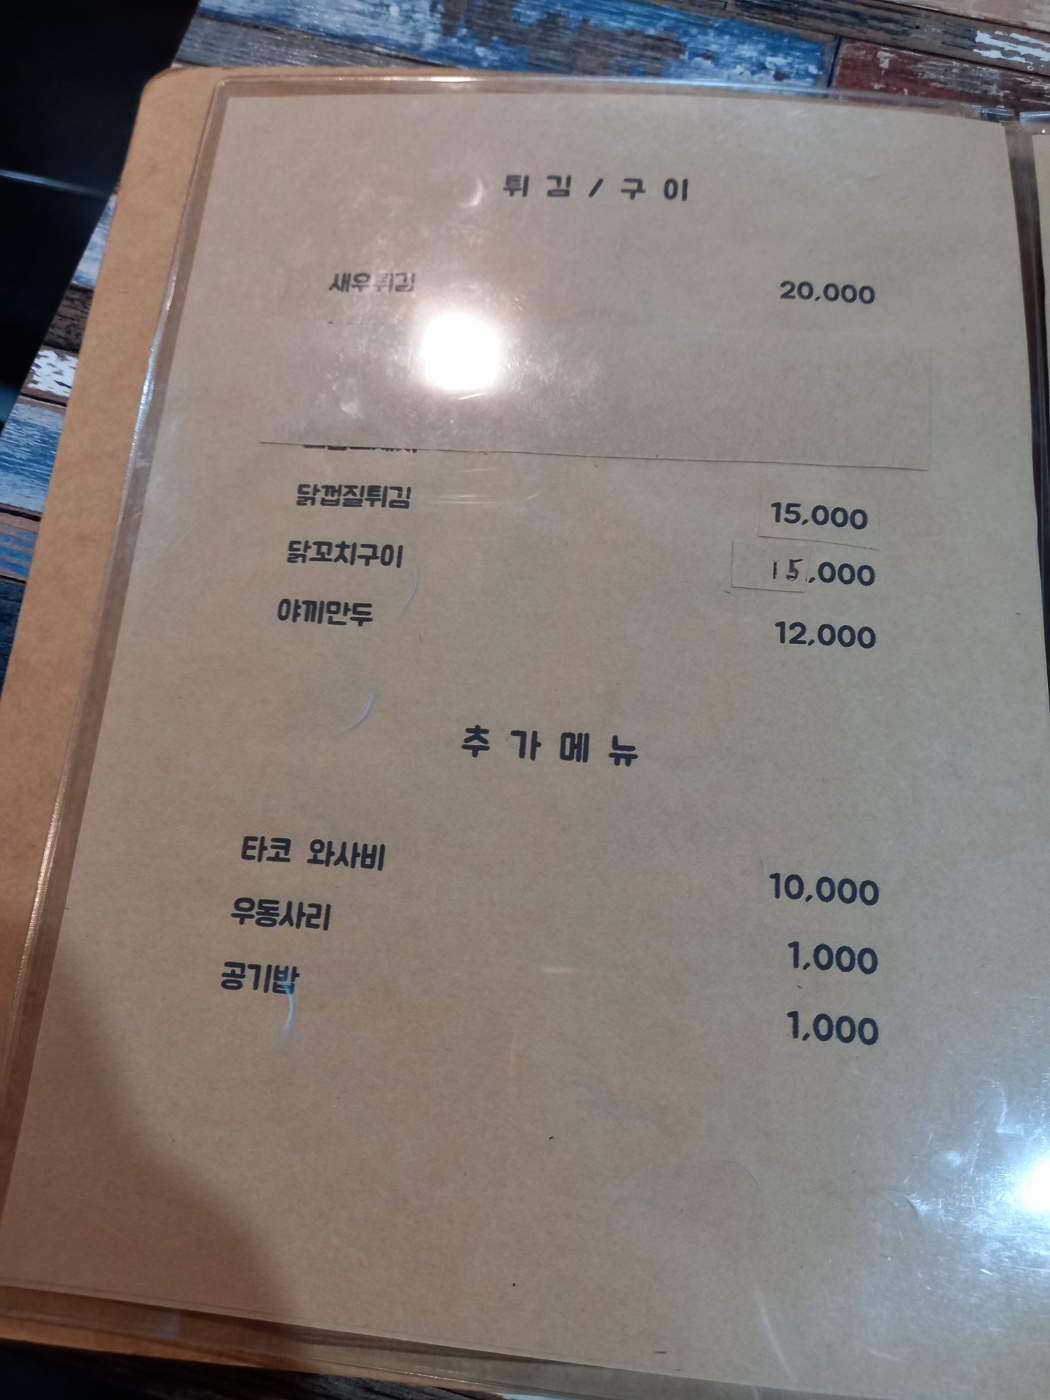 튀김/구이
새우튀김 20,000
닭껍질튀김 15,000
닭꼬치구이 15,000
야끼만두 12,000
추가메뉴
타코 와사비 10,000
우동사리 1,000
공기밥 1,000